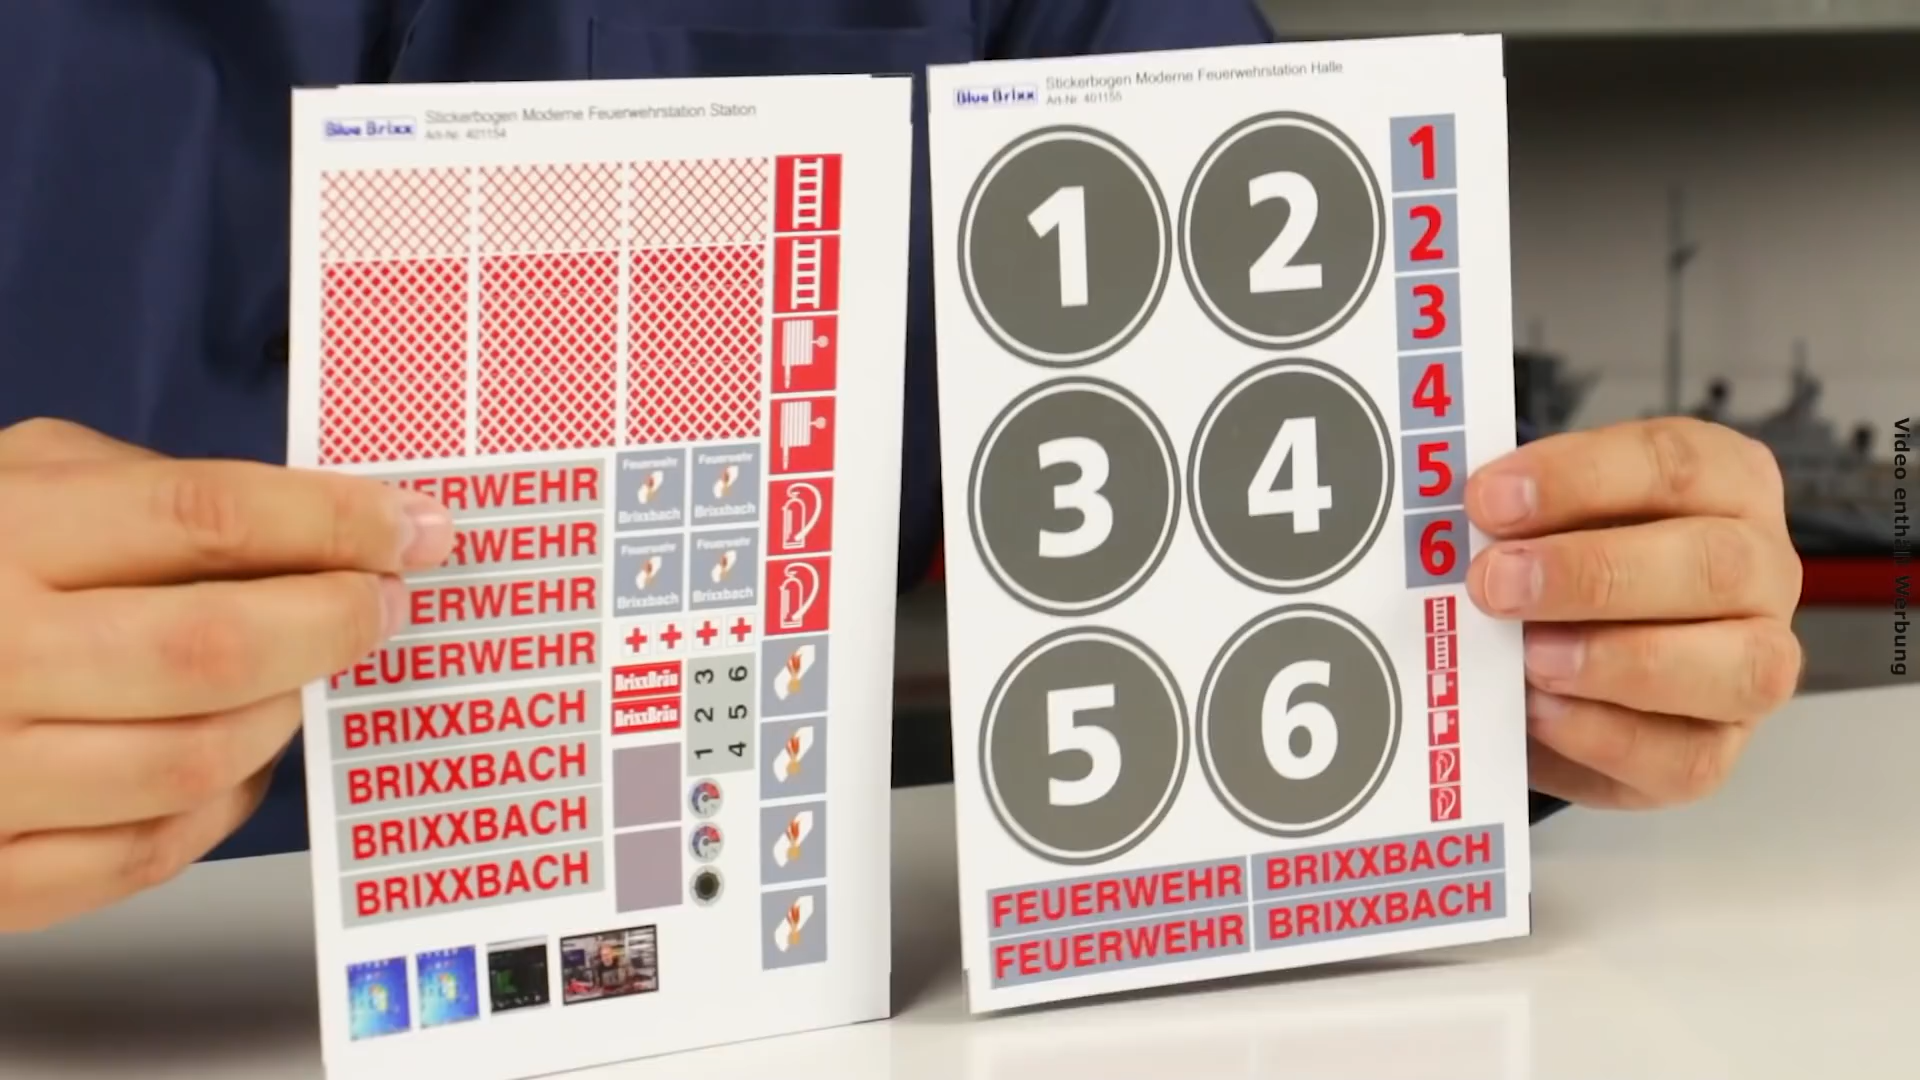 Blue Brixx
Stickerbogen Moderne Feuerwehrstation Station
Art-Nr. 401154
FEUERWEHR
BRIXXBACH
BRIXXBACH
BRIXXBACH
BRIXXBACH
Feuerwehr
Brixxbach
Feuerwehr
Brixxbach
Feuerwehr
Brixxbach
Feuerwehr
Brixxbach
BrixxBräu
BrixxBräu
1 2 3
4 5 6
Blue Brixx
Stickerbogen Moderne Feuerwehrstation Halle
Art-Nr. 401155
1 2
3 4
5 6
1
2
3
4
5
6
FEUERWEHR BRIXXBACH
FEUERWEHR BRIXXBACH
Video enthält Werbung